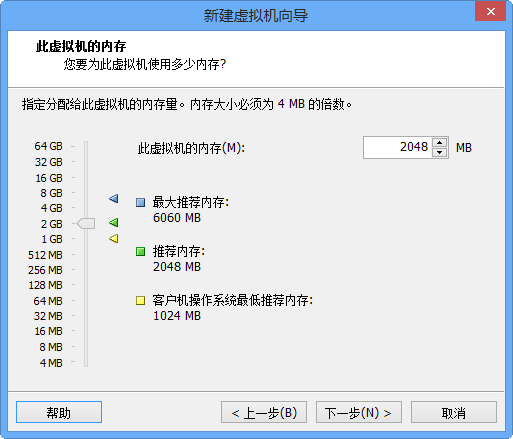 新建虚拟机向导
此虚拟机的内存
您要为此虚拟机使用多少内存?
指定分配给此虚拟机的内存量。内存大小必须为 4 MB 的倍数。
此虚拟机的内存(M): 2048 MB
64 GB
32 GB
16 GB
8 GB
4 GB
2 GB
1 GB
512 MB
256 MB
128 MB
64 MB
32 MB
16 MB
8 MB
4 MB
最大推荐内存:
6060 MB
推荐内存:
2048 MB
客户机操作系统最低推荐内存:
1024 MB
帮助 < 上一步(B) 下一步(N) > 取消